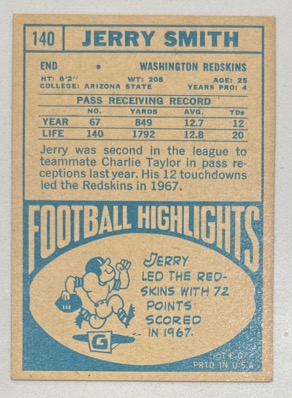 140 JERRY SMITH
END • WASHINGTON REDSKINS
HT: 6'2" WT: 208 AGE: 25
COLLEGE: ARIZONA STATE YEARS PRO: 4
PASS RECEIVING RECORD
NO. YARDS AVG. TDs
YEAR 67 849 12.7 12
LIFE 140 1792 12.8 20
Jerry was second in the league to
teammate Charlie Taylor in pass re-
ceptions last year. His 12 touchdowns
led the Redskins in 1967.
FOOTBALL HIGHLIGHTS
JERRY
LED THE RED-
SKINS WITH 72
POINTS
SCORED
IN 1967.
G
PRTD IN U.S.A.